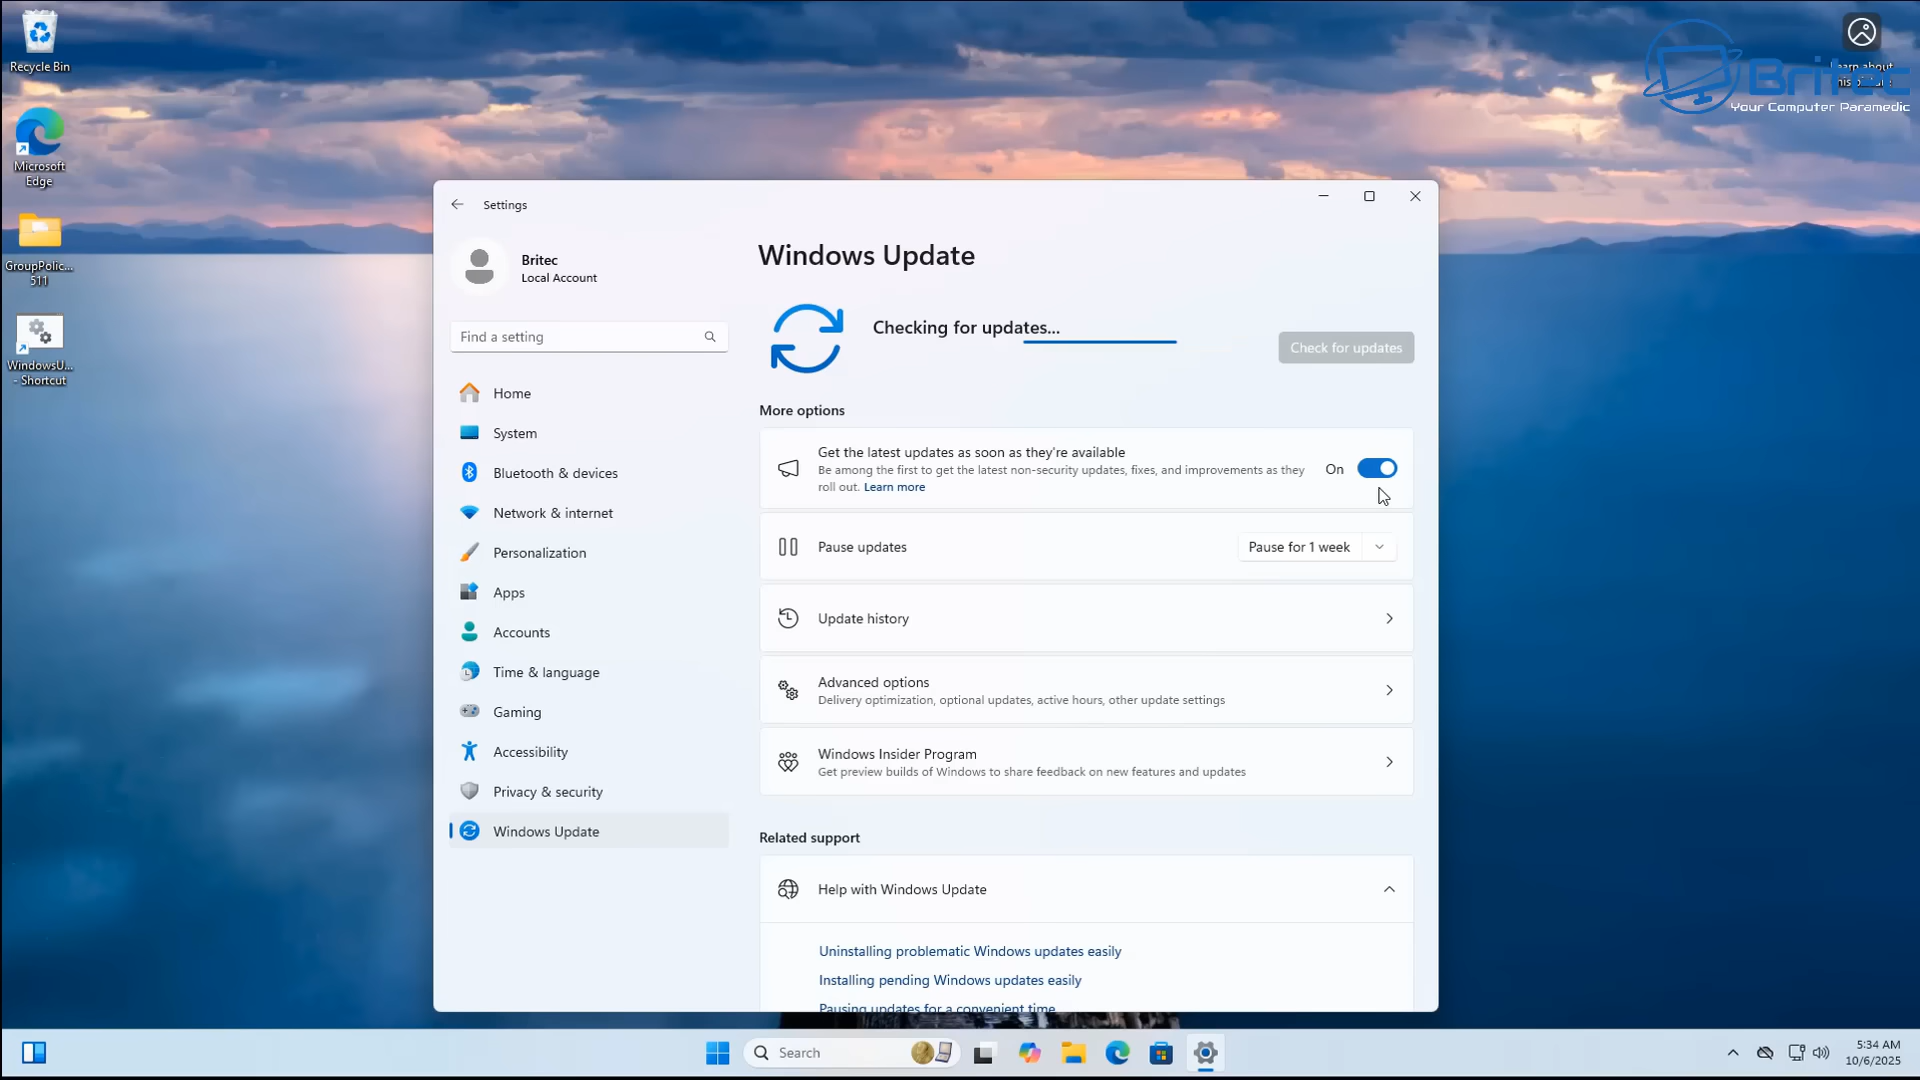 Recycle Bin
Microsoft
Edge
GroupPolic...
511
WindowsU...
- Shortcut
Learn about
Britec
Your Computer Paramedic
Settings
Britec
Local Account
Find a setting
Home
System
Bluetooth & devices
Network & internet
Personalization
Apps
Accounts
Time & language
Gaming
Accessibility
Privacy & security
Windows Update
Windows Update
Checking for updates...
Check for updates
More options
Get the latest updates as soon as they're available
Be among the first to get the latest non-security updates, fixes, and improvements as they
roll out. Learn more
On
Pause updates
Pause for 1 week
Update history
Advanced options
Delivery optimization, optional updates, active hours, other update settings
Windows Insider Program
Get preview builds of Windows to share feedback on new features and updates
Related support
Help with Windows Update
Uninstalling problematic Windows updates easily
Installing pending Windows updates easily
Pausing updates for a convenient time
Search
5:34 AM
10/6/2025